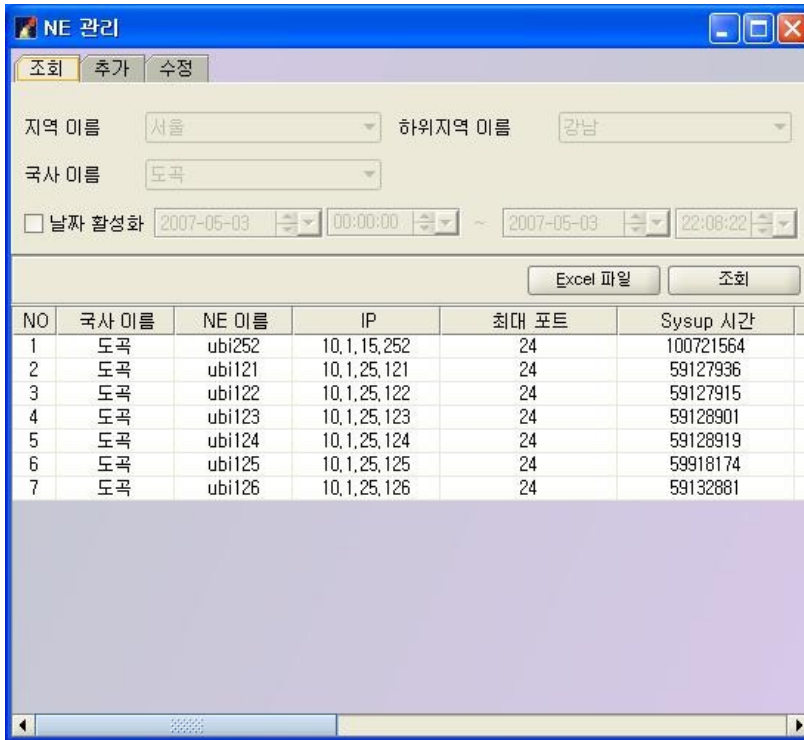 NE 관리
조회 추가 수정
지역 이름 서울 하위지역 이름 강남
국사 이름 도곡
날짜 활성화 2007-05-03 00:00:00 ~ 2007-05-03 22:08:22
Excel 파일 조회
NO 국사 이름 NE 이름 IP 최대 포트 Sysup 시간
1 도곡 ubi252 10,1,15,252 24 100721564
2 도곡 ubi121 10,1,25,121 24 59127936
3 도곡 ubi122 10,1,25,122 24 59127915
4 도곡 ubi123 10,1,25,123 24 59128901
5 도곡 ubi124 10,1,25,124 24 59128919
6 도곡 ubi125 10,1,25,125 24 59918174
7 도곡 ubi126 10,1,25,126 24 59132881